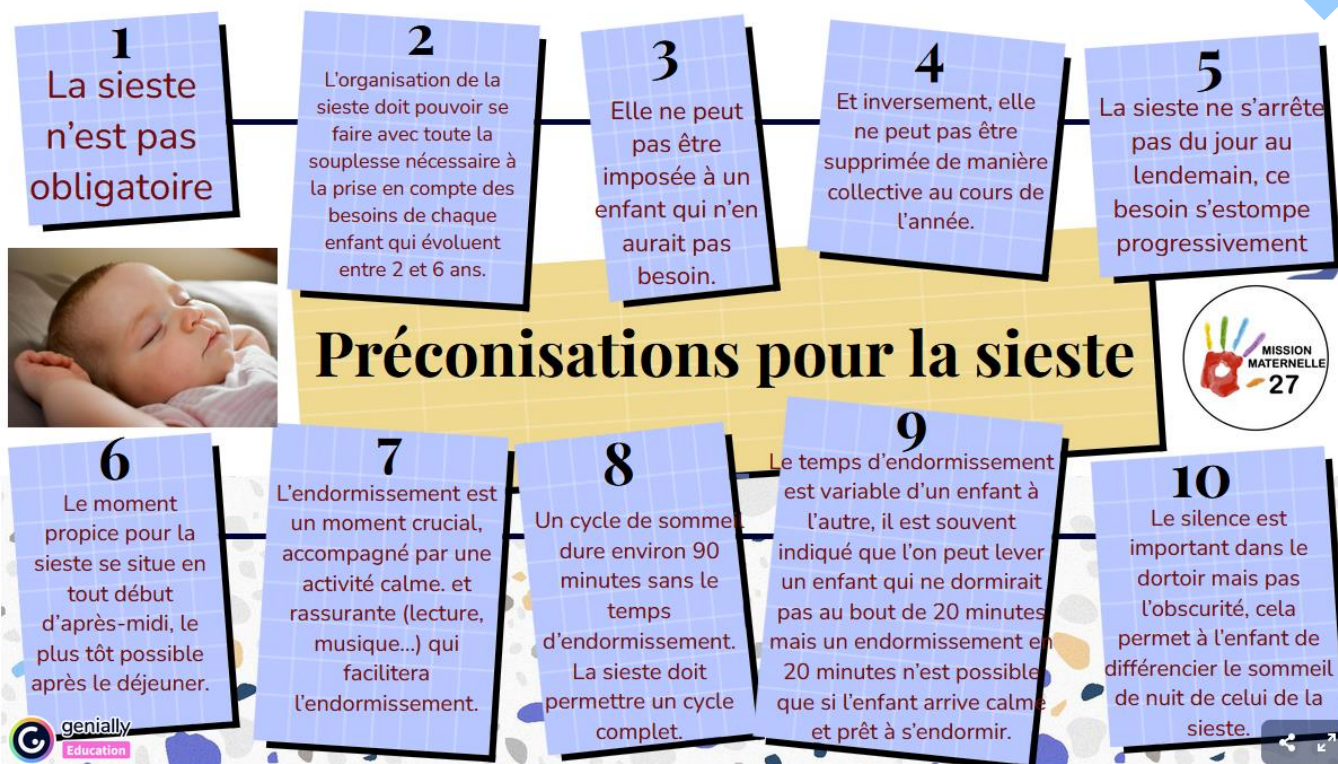 1
La sieste
n'est pas
obligatoire
2
L'organisation de la
sieste doit pouvoir se
faire avec toute la
souplesse nécessaire à
la prise en compte des
besoins de chaque
enfant qui évoluent
entre 2 et 6 ans.
3
Elle ne peut
pas être
imposée à un
enfant qui n'en
aurait pas
besoin.
4
Et inversement, elle
ne peut pas être
supprimée de manière
collective au cours de
l'année.
5
La sieste ne s'arrête
pas du jour au
lendemain, ce
besoin s'estompe
progressivement
Préconisations pour la sieste
MISSION
MATERNELLE
27
6
Le moment
propice pour la
sieste se situe en
tout début
d'après-midi, le
plus tôt possible
après le déjeuner.
7
L'endormissement est
un moment crucial,
accompagné par une
activité calme. et
rassurante (lecture,
musique...) qui
facilitera
l'endormissement.
8
Un cycle de sommeil
dure environ 90
minutes sans le
temps
d'endormissement.
La sieste doit
permettre un cycle
complet.
9
Le temps d'endormissement
est variable d'un enfant à
l'autre, il est souvent
indiqué que l'on peut lever
un enfant qui ne dormirait
pas au bout de 20 minutes
mais un endormissement en
20 minutes n'est possible
que si l'enfant arrive calme
et prêt à s'endormir.
10
Le silence est
important dans le
dortoir mais pas
l'obscurité, cela
permet à l'enfant de
différencier le sommeil
de nuit de celui de la
sieste.
genially
Education